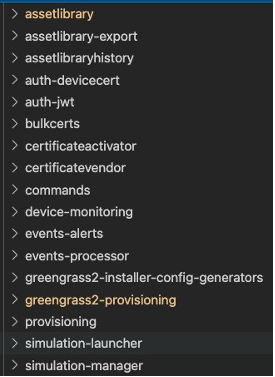 assetlibrary
assetlibrary-export
assetlibraryhistory
auth-devicecert
auth-jwt
bulkcerts
certificateactivator
certificatevendor
commands
device-monitoring
events-alerts
events-processor
greengrass2-installer-config-generators
greengrass2-provisioning
provisioning
simulation-launcher
simulation-manager